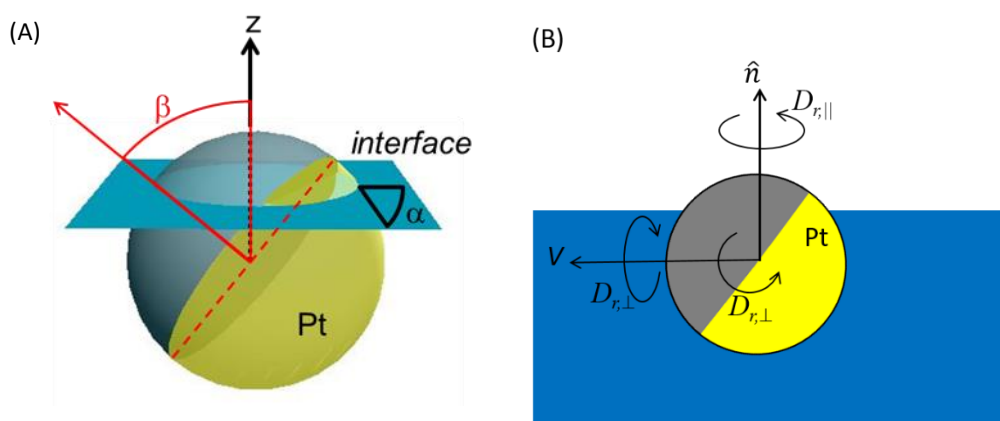 (A)
z
β
interface
α
Pt
(B)
n̂
D_{r,||}
Pt
V
D_{r,⊥}
D_{r,⊥}